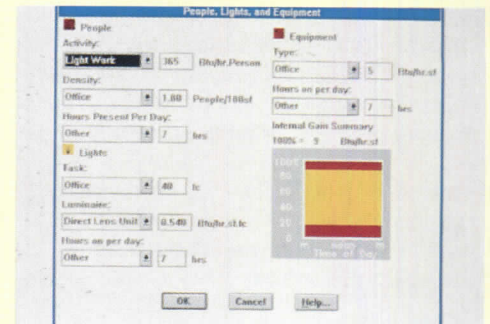 People, Lights, and Equipment
People
Activity:
Light Work 365 Btu/hr.Person
Density:
Office 1.00 People/100sf
Hours Present Per Day:
Other 7 hrs
Lights
Task:
Office 40 fc
Luminaire:
Direct Lens Unit 0.540 Btu/hr.sf.fc
Hours on per day:
Other 7 hrs
Equipment
Type:
Office 5 Btu/hr.sf
Hours on per day:
Other 7 hrs
Internal Gain Summary
100% = 9 Btu/hr.sf
100%
80
60
40
20
0
m noon m
Time of Day
OK Cancel Help...